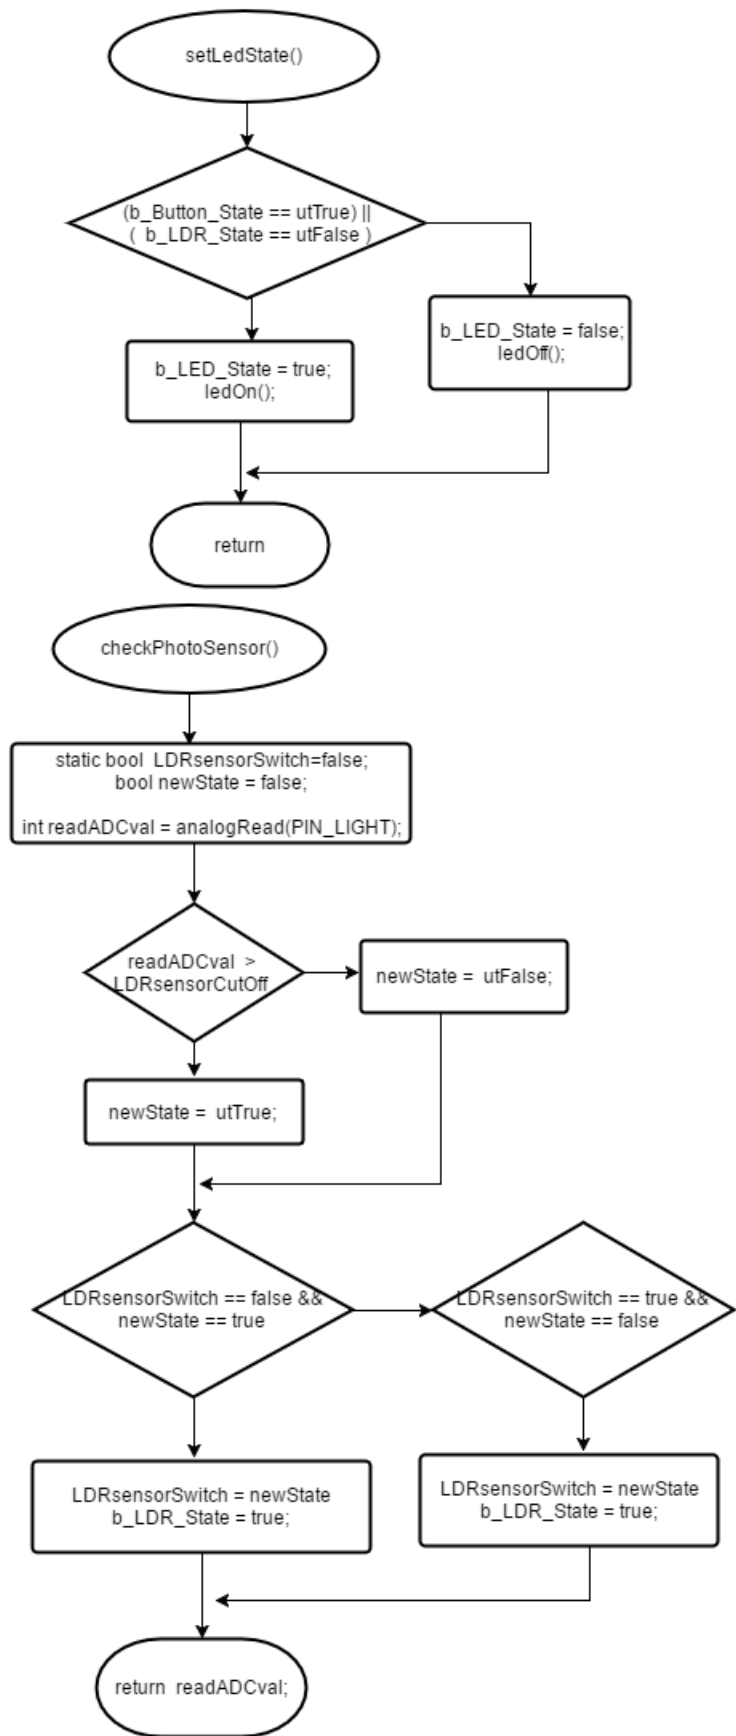 setLedState()
(b_Button_State == utTrue) ||
( b_LDR_State == utFalse )
b_LED_State = false;
ledOff();
b_LED_State = true;
ledOn();
return
checkPhotoSensor()
static bool LDRsensorSwitch=false;
bool newState = false;
int readADCval = analogRead(PIN_LIGHT);
readADCval >
LDRsensorCutOff
newState = utFalse;
newState = utTrue;
LDRsensorSwitch == false &&
newState == true
LDRsensorSwitch == true &&
newState == false
LDRsensorSwitch = newState
b_LDR_State = true;
LDRsensorSwitch = newState
b_LDR_State = true;
return readADCval;